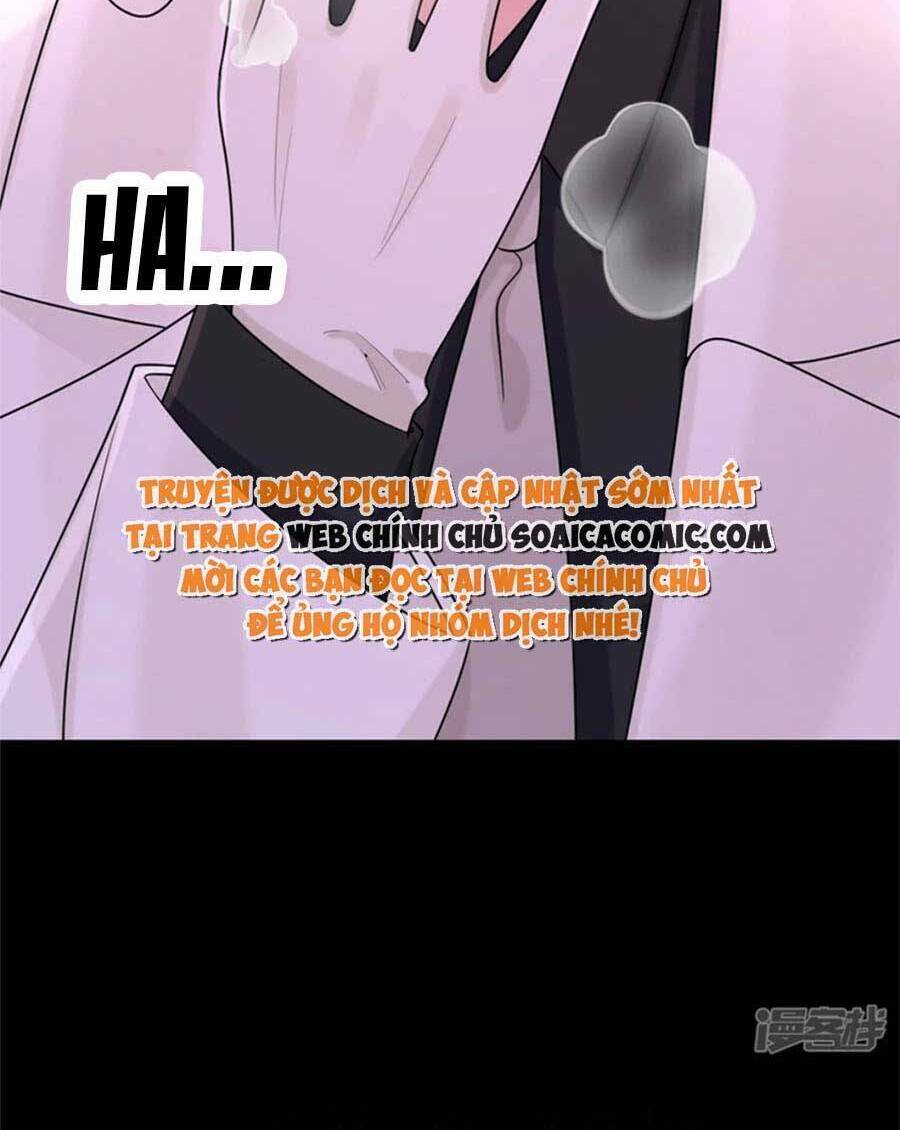 HA...
TRUYỆN ĐƯỢC DỊCH VÀ CẬP NHẬT SỚM NHẤT
TẠI TRANG WEB CHÍNH CHỦ SOAICACOMIC.COM
MỜI CÁC BẠN ĐỌC TẠI WEB CHÍNH CHỦ
ĐỂ ỦNG HỘ NHÓM DỊCH NHÉ!
漫客栈